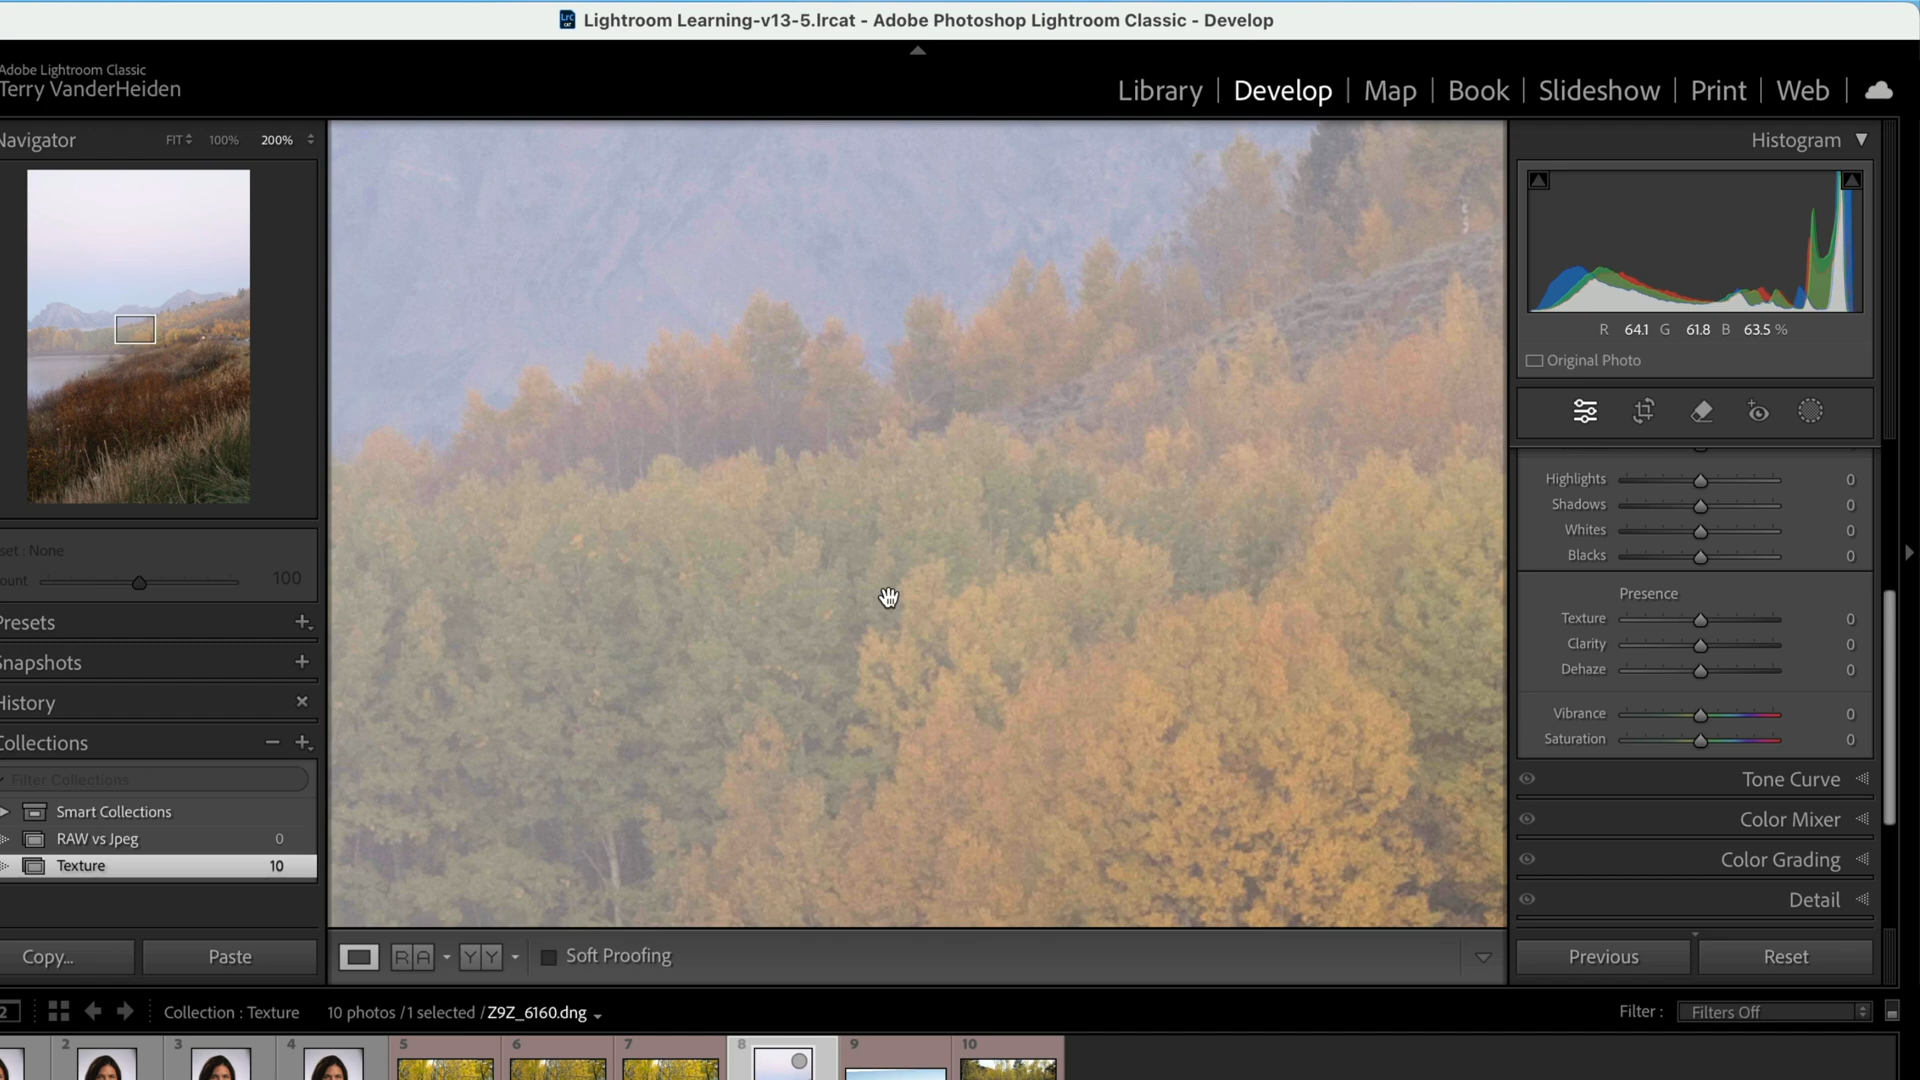 Lightroom Learning-v13-5.lrcat - Adobe Photoshop Lightroom Classic - Develop
Adobe Lightroom Classic
Terry VanderHeiden
Library | Develop | Map | Book | Slideshow | Print | Web
Navigator FIT 100% 200%
Histogram
R 64.1 G 61.8 B 63.5 %
Original Photo
Highlights 0
Shadows 0
Whites 0
Blacks 0
Presence
Texture 0
Clarity 0
Dehaze 0
Vibrance 0
Saturation 0
Tone Curve
Color Mixer
Color Grading
Detail
Previous Reset
set : None
ount 100
Presets
Snapshots
History
Collections
Filter Collections
Smart Collections
RAW vs Jpeg 0
Texture 10
Copy... Paste
R A Y Y Soft Proofing
2 Collection : Texture 10 photos / 1 selected / Z9Z_6160.dng
Filter : Filters Off
2 3 4 5 6 7 8 9 10